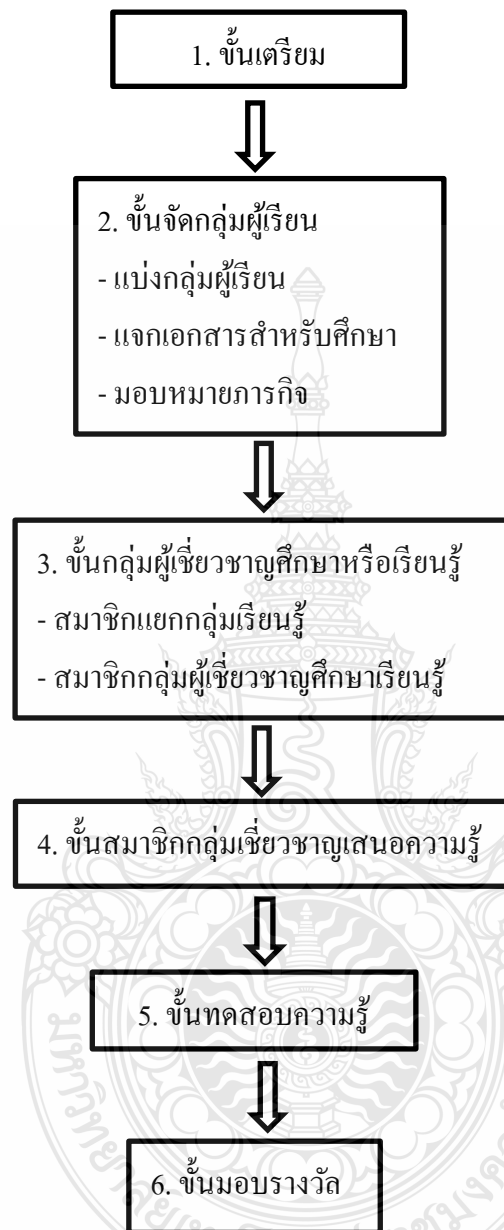 1. ขั้นเตรียม
2. ขั้นจัดกลุ่มผู้เรียน
- แบ่งกลุ่มผู้เรียน
- แจกเอกสารสำหรับศึกษา
- มอบหมายภารกิจ
3. ขั้นกลุ่มผู้เชี่ยวชาญศึกษาหรือเรียนรู้
- สมาชิกแยกกลุ่มเรียนรู้
- สมาชิกกลุ่มผู้เชี่ยวชาญศึกษาเรียนรู้
4. ขั้นสมาชิกกลุ่มเชี่ยวชาญเสนอความรู้
5. ขั้นทดสอบความรู้
6. ขั้นมอบรางวัล